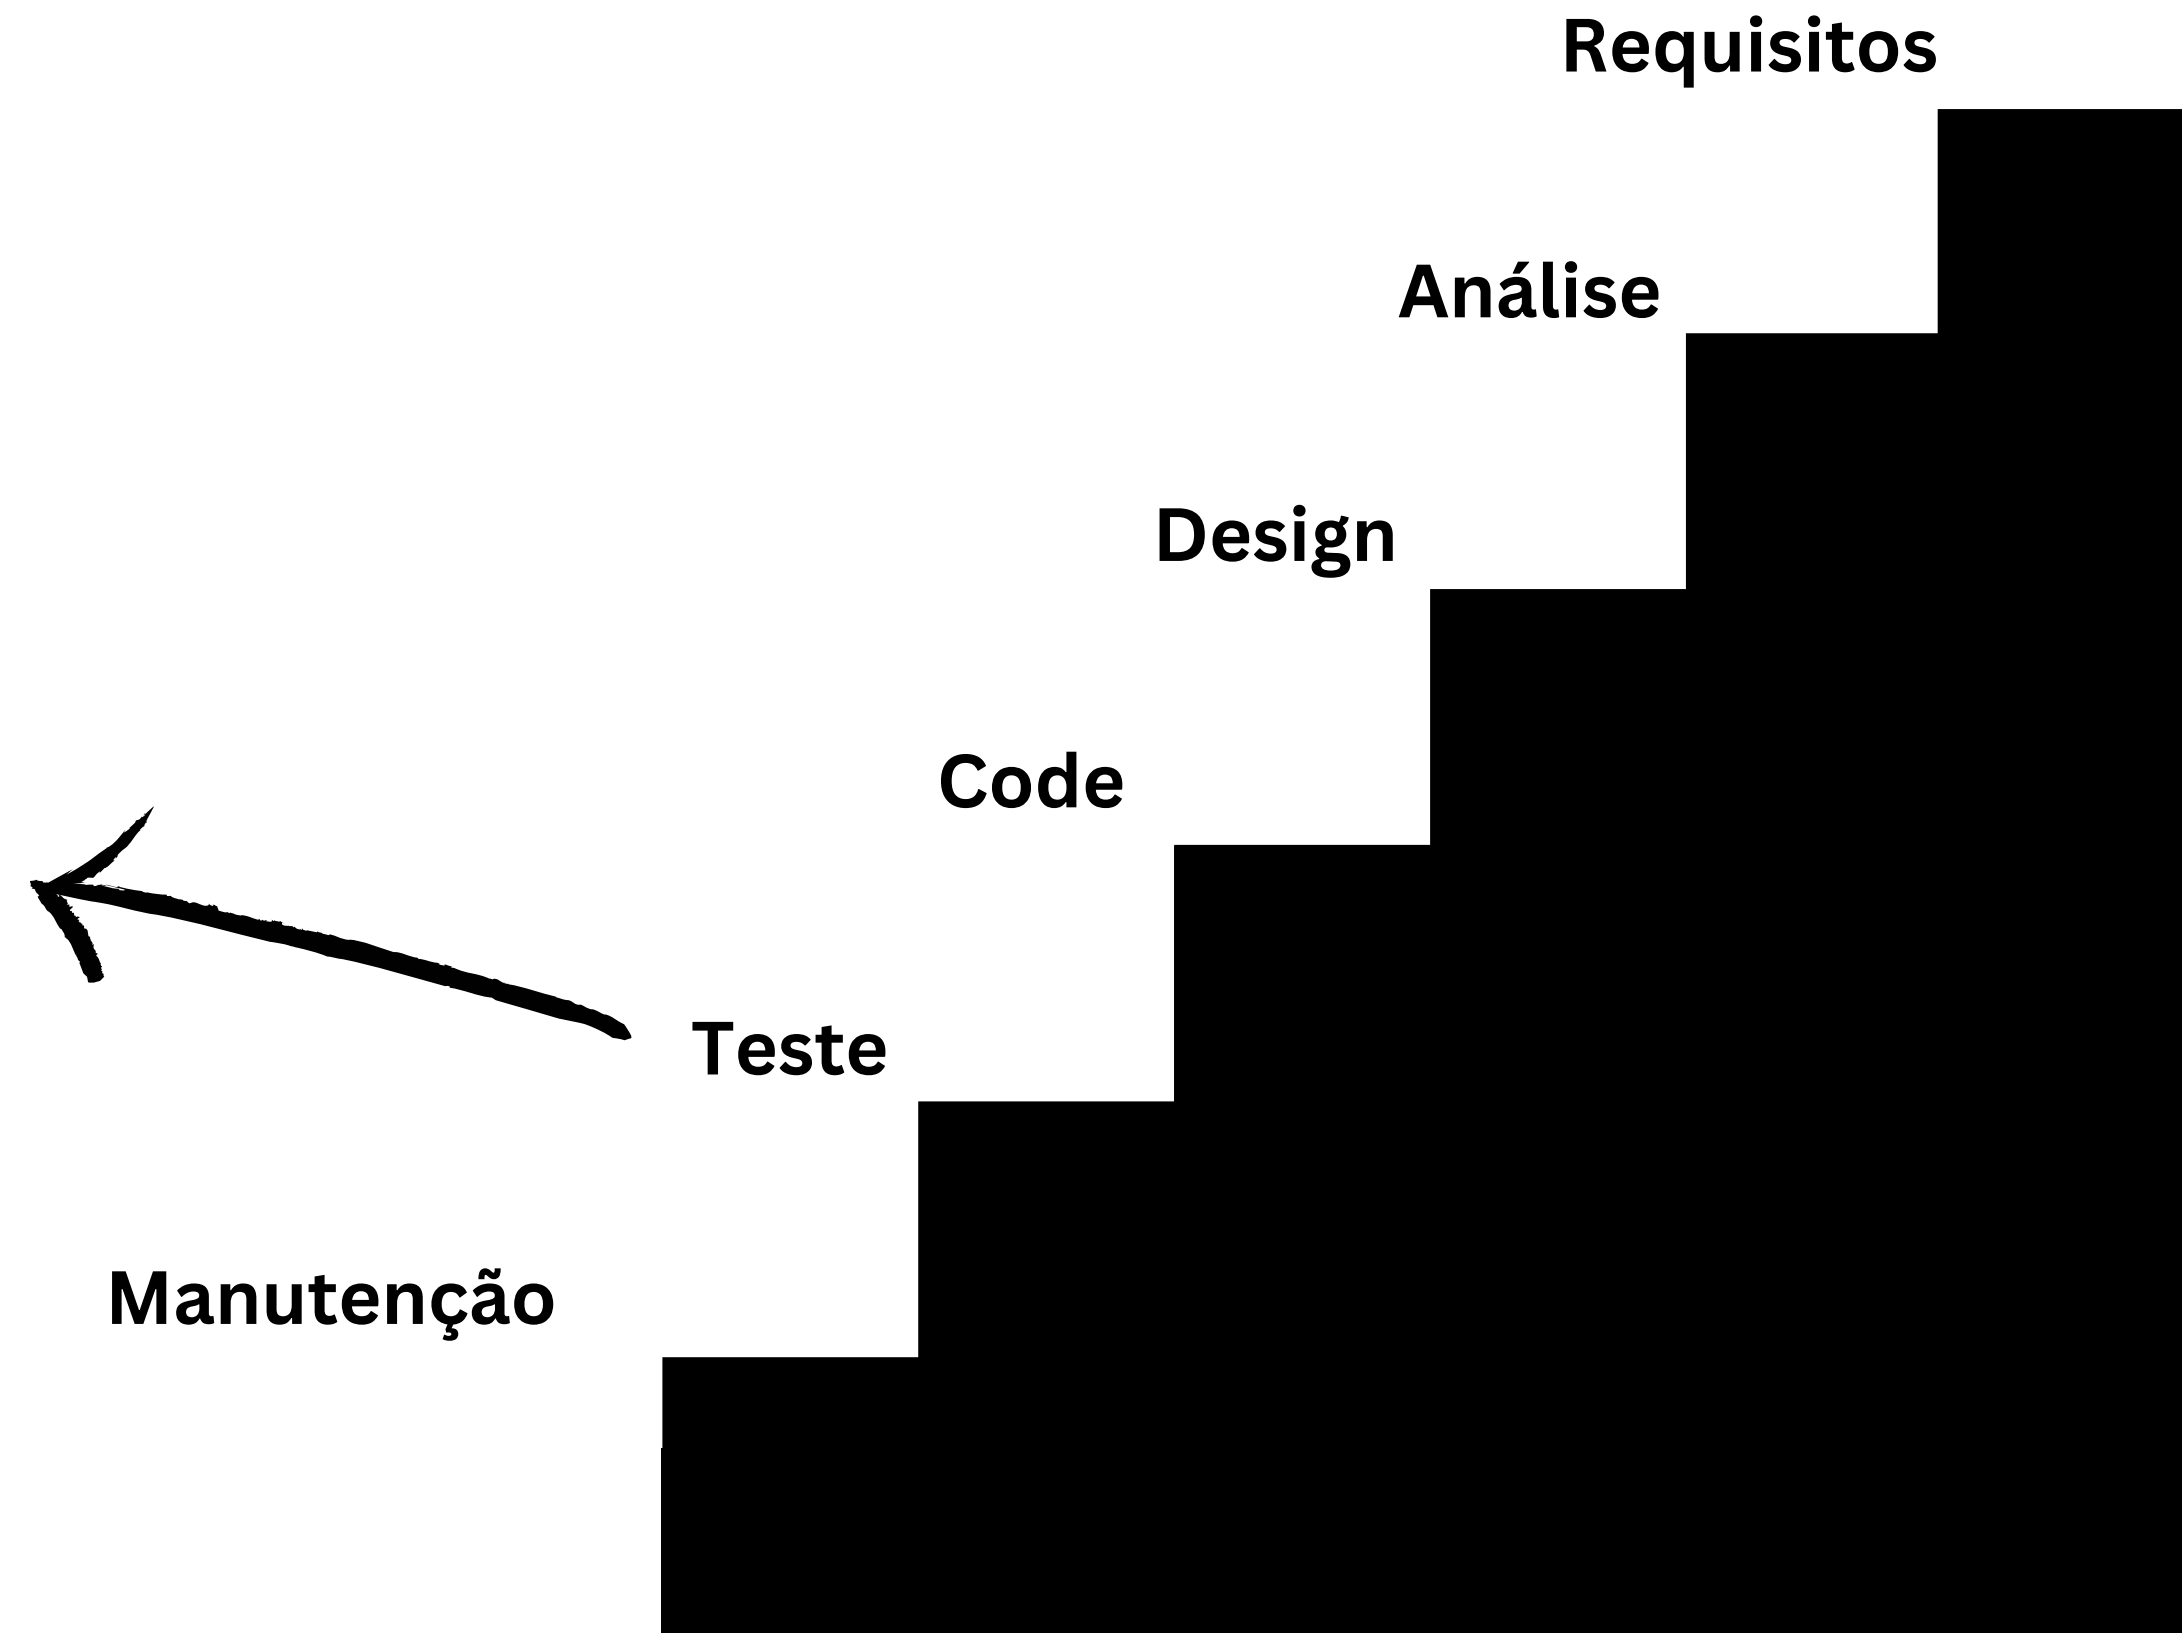 Requisitos
Análise
Design
Code
Teste
Manutenção